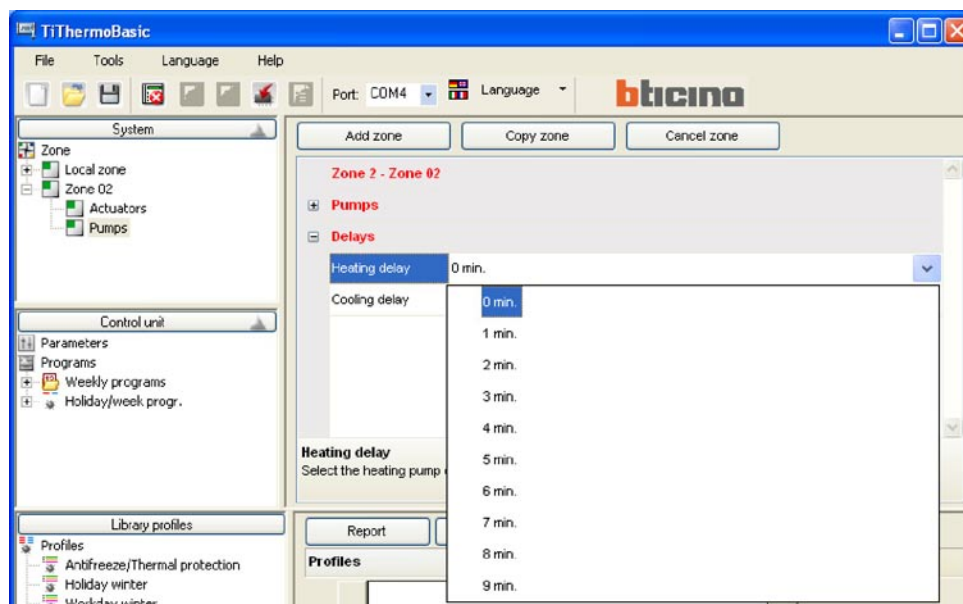 TiThermoBasic
File Tools Language Help
Port: COM4 Language bticino
System
Zone
Local zone
Zone 02
Actuators
Pumps
Control unit
Parameters
Programs
Weekly programs
Holiday/week progr.
Library profiles
Profiles
Antifreeze/Thermal protection
Holiday winter
Workday winter
Add zone Copy zone Cancel zone
Zone 2 - Zone 02
Pumps
Delays
Heating delay 0 min.
Cooling delay
0 min.
1 min.
2 min.
3 min.
4 min.
5 min.
6 min.
7 min.
8 min.
9 min.
Heating delay
Select the heating pump
Report
Profiles